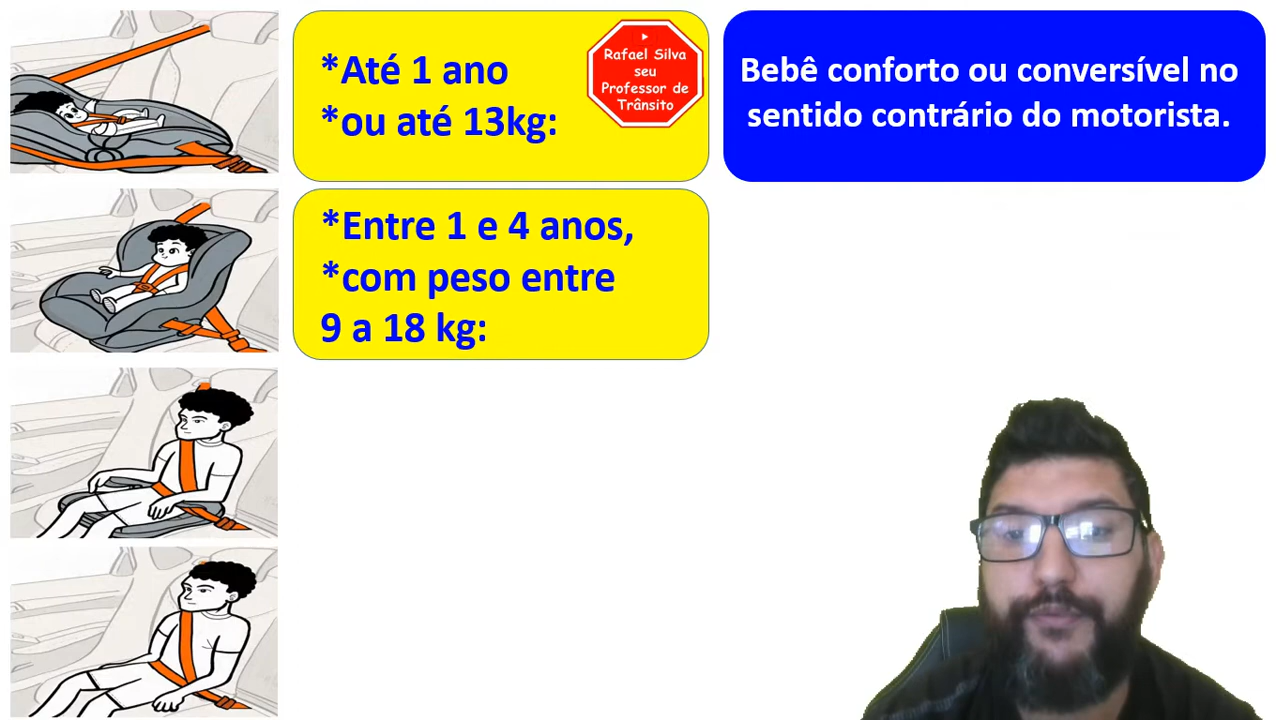 *Até 1 ano
*ou até 13kg:
Rafael Silva
seu
Professor de
Trânsito
Bebê conforto ou conversível no
sentido contrário do motorista.
*Entre 1 e 4 anos,
*com peso entre
9 a 18 kg: